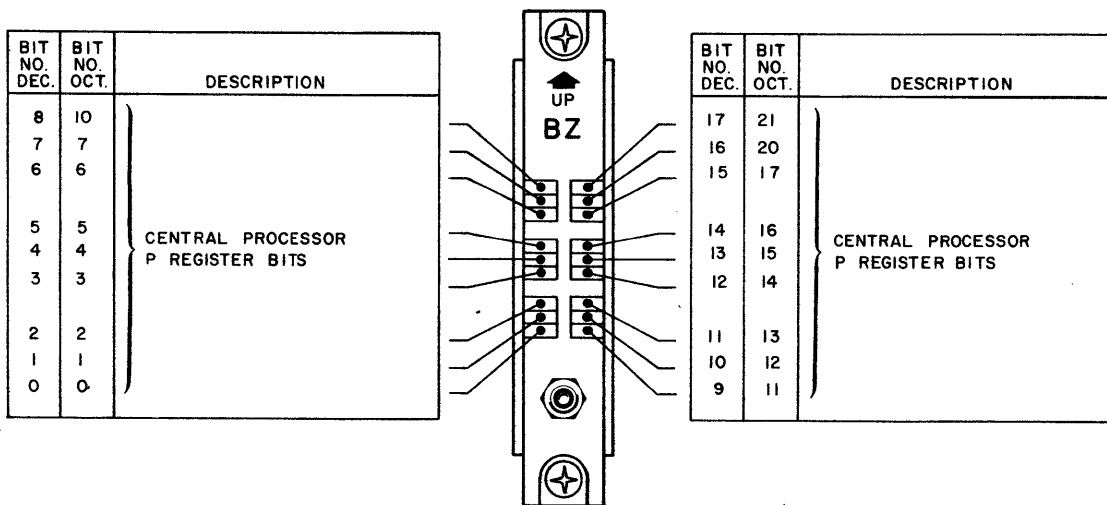 BIT NO. DEC. BIT NO. OCT. DESCRIPTION
8 10
7 7
6 6
5 5
4 4
3 3
2 2
1 1
0 0
CENTRAL PROCESSOR
P REGISTER BITS
UP
BZ
BIT NO. DEC. BIT NO. OCT. DESCRIPTION
17 21
16 20
15 17
14 16
13 15
12 14
11 13
10 12
9 11
CENTRAL PROCESSOR
P REGISTER BITS